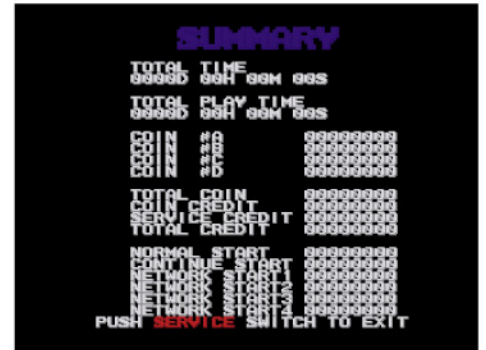 SUMMARY
TOTAL TIME
0000D 00H 00M 00S
TOTAL PLAY TIME
0000D 00H 00M 00S
COIN #A 00000000
COIN #B 00000000
COIN #C 00000000
COIN #D 00000000
TOTAL COIN 00000000
COIN CREDIT 00000000
SERVICE CREDIT 00000000
TOTAL CREDIT 00000000
NORMAL START 00000000
CONTINUE START 00000000
NETWORK START1 00000000
NETWORK START2 00000000
NETWORK START3 00000000
NETWORK START4 00000000
PUSH SERVICE SWITCH TO EXIT